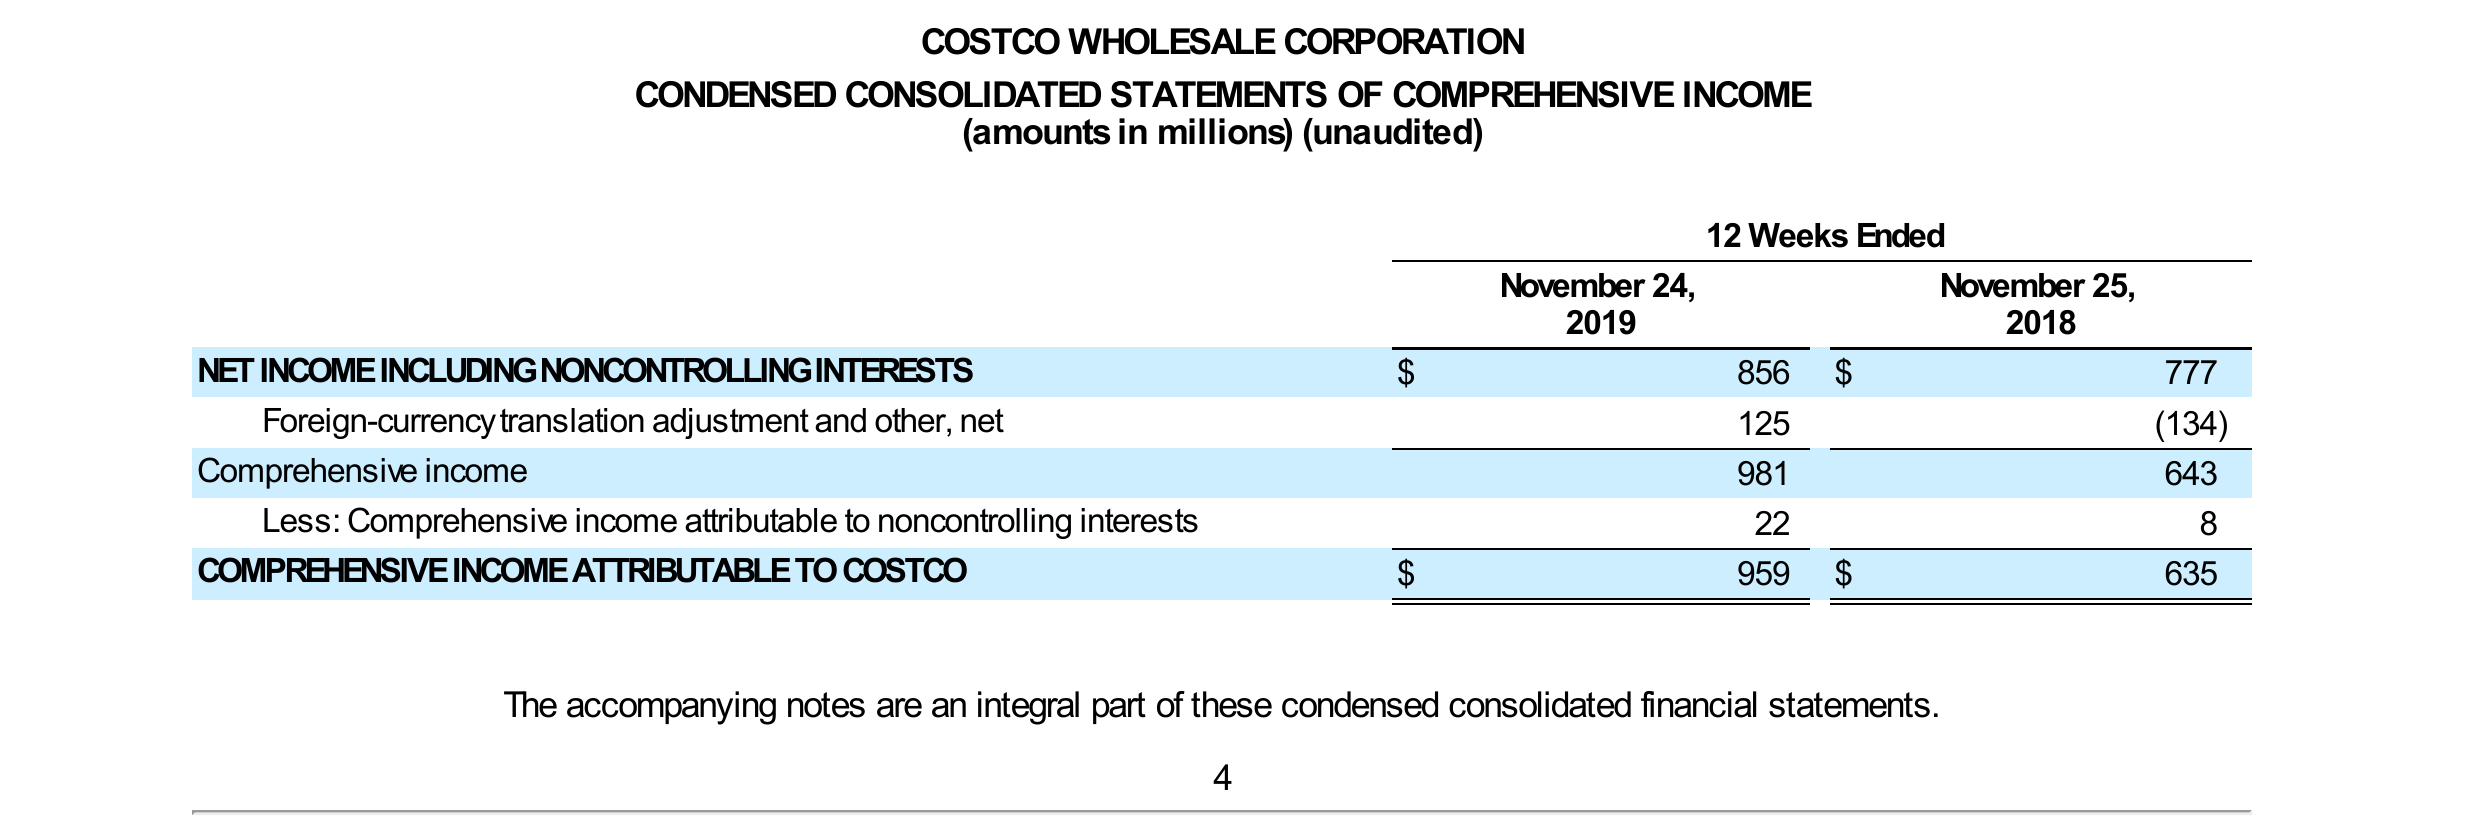 COSTCO WHOLESALE CORPORATION
CONDENSED CONSOLIDATED STATEMENTS OF COMPREHENSIVE INCOME
(amounts in millions) (unaudited)
12 Weeks Ended
November 24, November 25,
2019 2018
NET INCOME INCLUDING NONCONTROLLING INTERESTS $ 856 $ 777
Foreign-currency translation adjustment and other, net 125 (134)
Comprehensive income 981 643
Less: Comprehensive income attributable to noncontrolling interests 22 8
COMPREHENSIVE INCOME ATTRIBUTABLE TO COSTCO $ 959 $ 635
The accompanying notes are an integral part of these condensed consolidated financial statements.
4